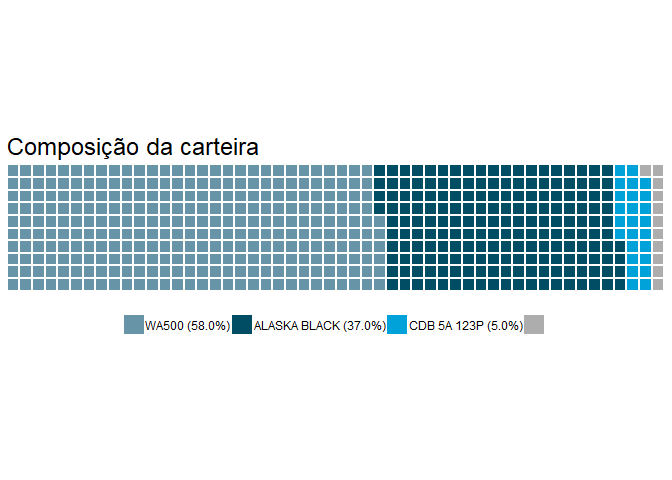 Composição da carteira
WA500 (58.0%) ALASKA BLACK (37.0%) CDB 5A 123P (5.0%)